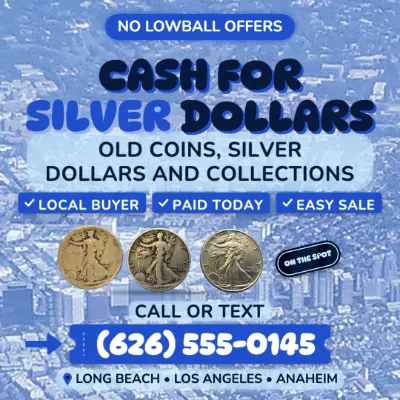 NO LOWBALL OFFERS
CASH FOR
SILVER DOLLARS
OLD COINS, SILVER
DOLLARS AND COLLECTIONS
✓ LOCAL BUYER ✓ PAID TODAY ✓ EASY SALE
ON THE SPOT
CALL OR TEXT
(626) 555-0145
LONG BEACH • LOS ANGELES • ANAHEIM